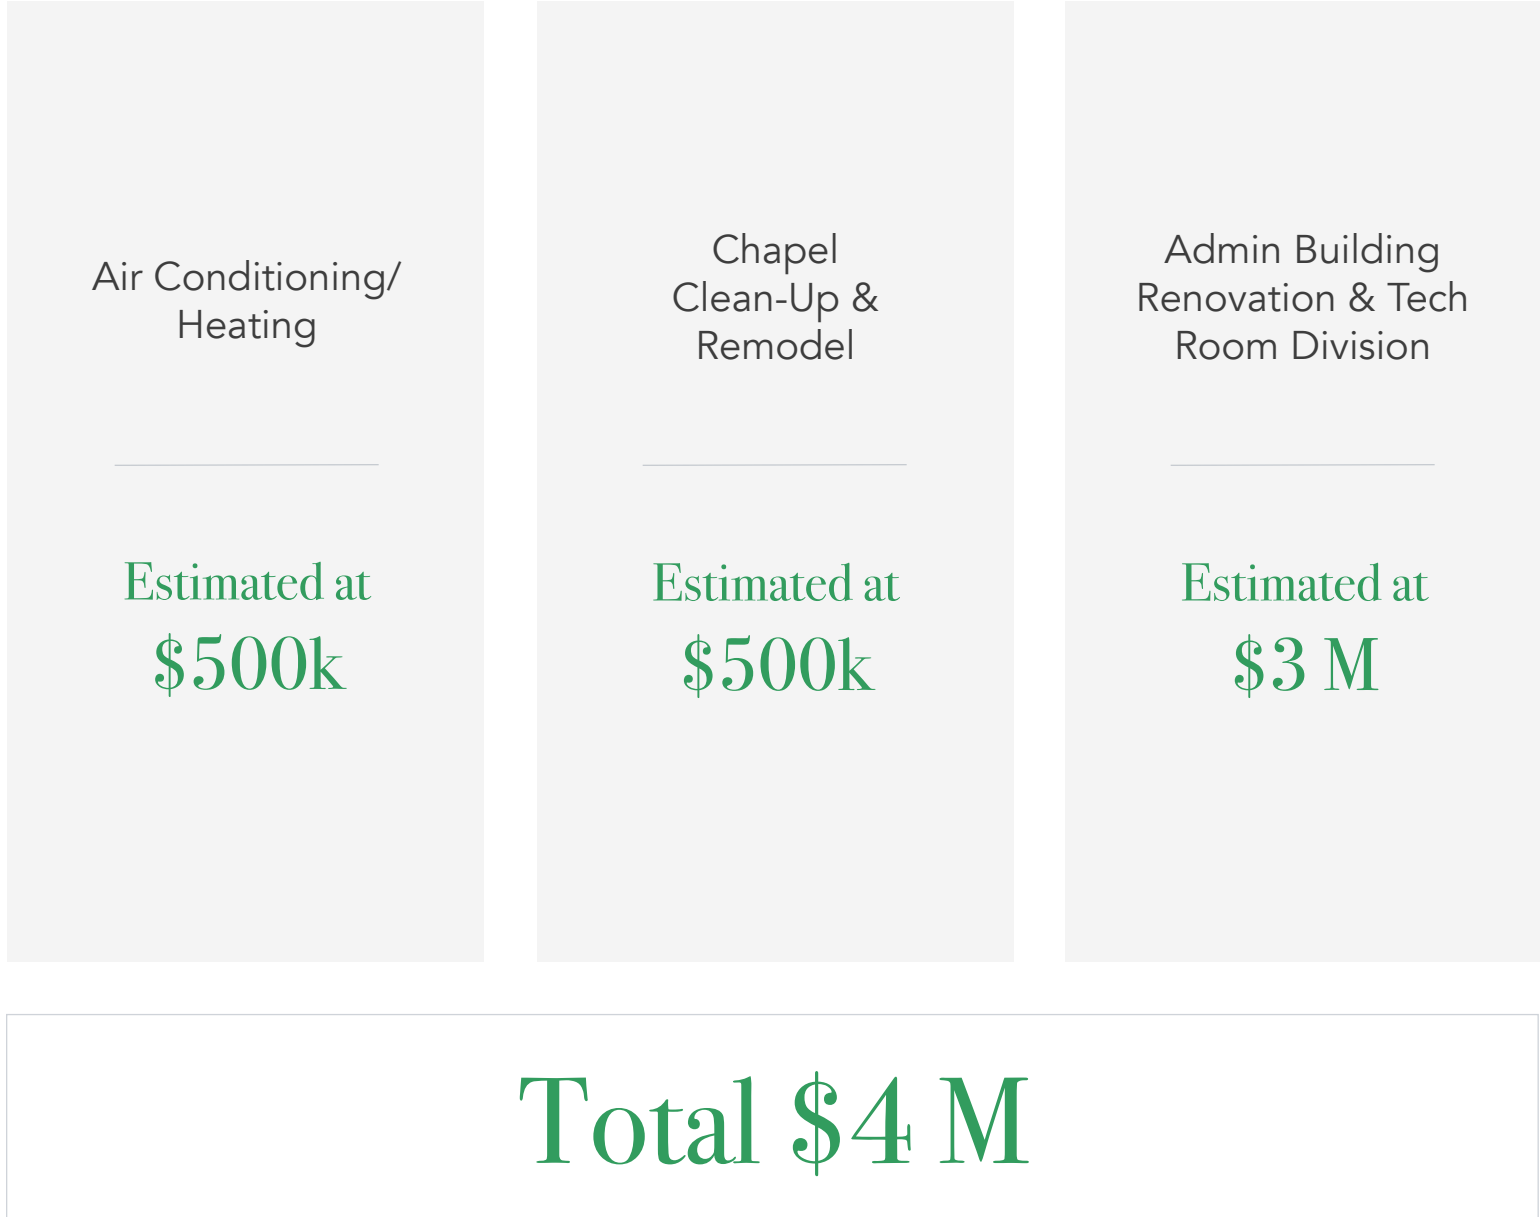 Air Conditioning/
Heating
Estimated at
$500k
Chapel
Clean-Up &
Remodel
Estimated at
$500k
Admin Building
Renovation & Tech
Room Division
Estimated at
$3 M
Total $4 M